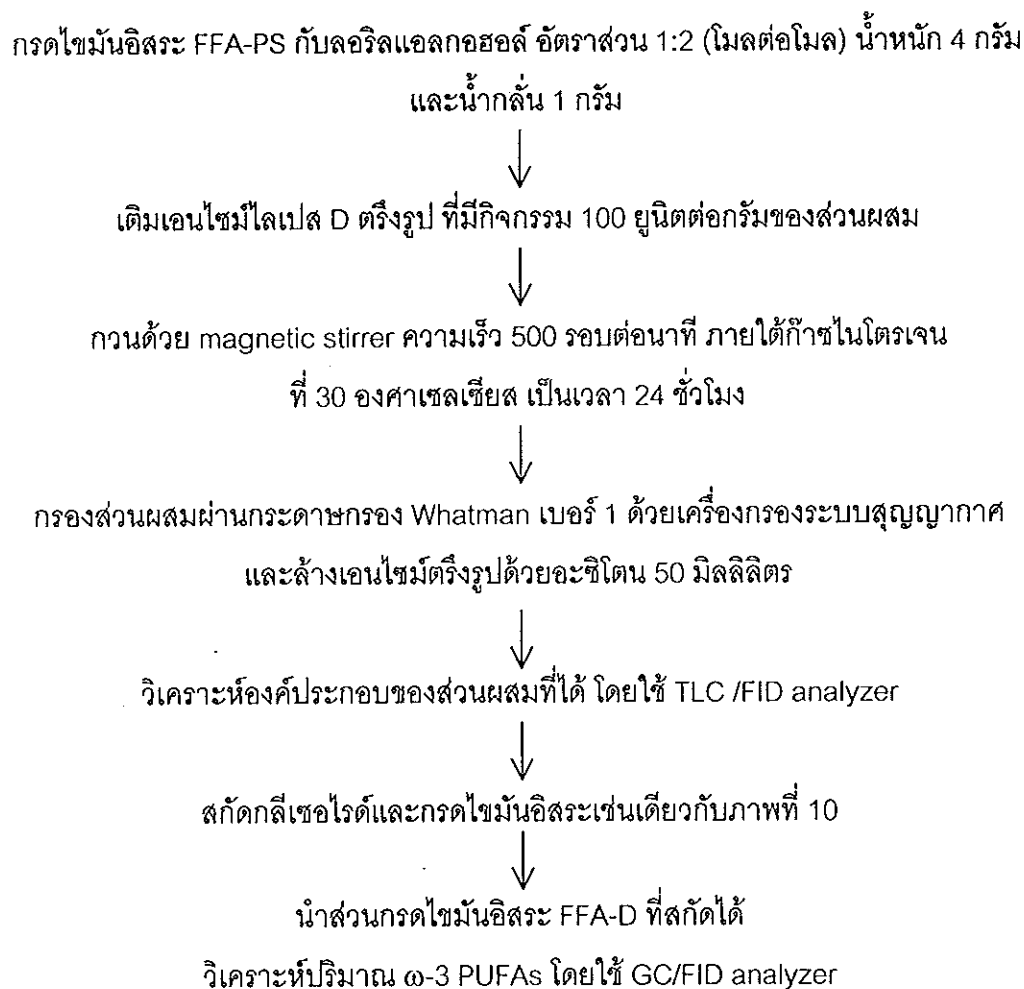 กรดไขมันอิสระ FFA-PS กับลอริลแอลกอฮอล์ อัตราส่วน 1:2 (โมลต่อโมล) น้ำหนัก 4 กรัม
และน้ำกลั่น 1 กรัม
เติมเอนไซม์ไลเปส D ตรึงรูป ที่มีกิจกรรม 100 ยูนิตต่อกรัมของส่วนผสม
กวนด้วย magnetic stirrer ความเร็ว 500 รอบต่อนาที ภายใต้ก๊าซไนโตรเจน
ที่ 30 องศาเซลเซียส เป็นเวลา 24 ชั่วโมง
กรองส่วนผสมผ่านกระดาษกรอง Whatman เบอร์ 1 ด้วยเครื่องกรองระบบสุญญากาศ
และล้างเอนไซม์ตรึงรูปด้วยอะซิโตน 50 มิลลิลิตร
วิเคราะห์องค์ประกอบของส่วนผสมที่ได้ โดยใช้ TLC /FID analyzer
สกัดกลีเซอไรด์และกรดไขมันอิสระเช่นเดียวกับภาพที่ 10
นำส่วนกรดไขมันอิสระ FFA-D ที่สกัดได้
วิเคราะห์ปริมาณ ω-3 PUFAs โดยใช้ GC/FID analyzer